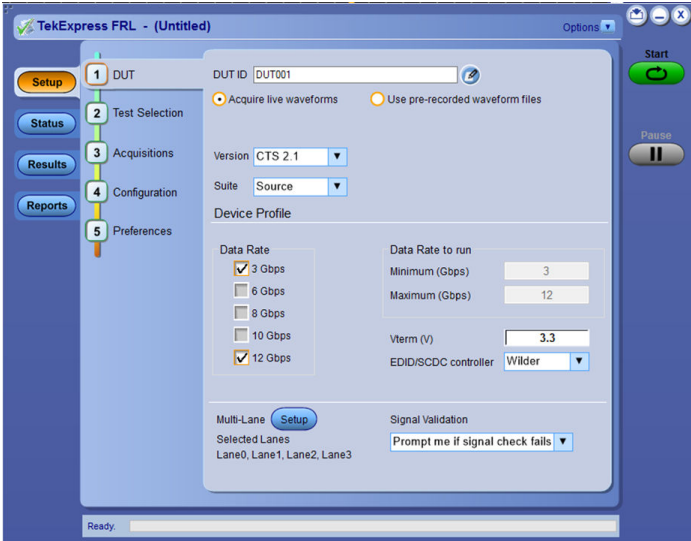 TekExpress FRL - (Untitled)
Options
Start
Pause
Setup
Status
Results
Reports
1 DUT
2 Test Selection
3 Acquisitions
4 Configuration
5 Preferences
DUT ID DUT001
Acquire live waveforms Use pre-recorded waveform files
Version CTS 2.1
Suite Source
Device Profile
Data Rate
3 Gbps
6 Gbps
8 Gbps
10 Gbps
12 Gbps
Data Rate to run
Minimum (Gbps) 3
Maximum (Gbps) 12
Vterm (V) 3.3
EDID/SCDC controller Wilder
Multi-Lane Setup
Selected Lanes
Lane0, Lane1, Lane2, Lane3
Signal Validation
Prompt me if signal check fails
Ready.